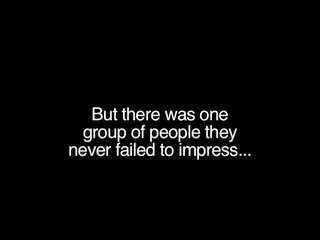 But there was one
group of people they
never failed to impress...